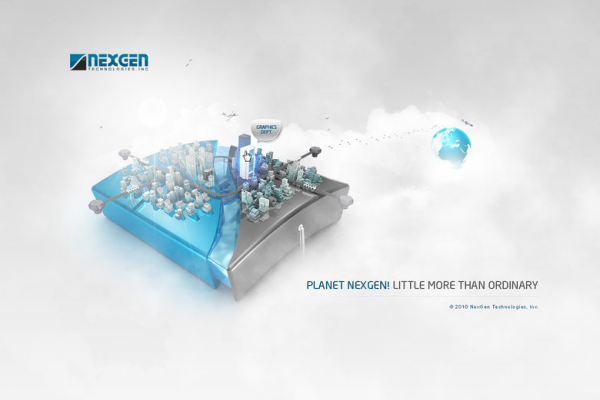 NEXGEN
TECHNOLOGIES.INC
GRAPHICS
DEPT.
PLANET NEXGEN! LITTLE MORE THAN ORDINARY
© 2010 NexGen Technologies, Inc.